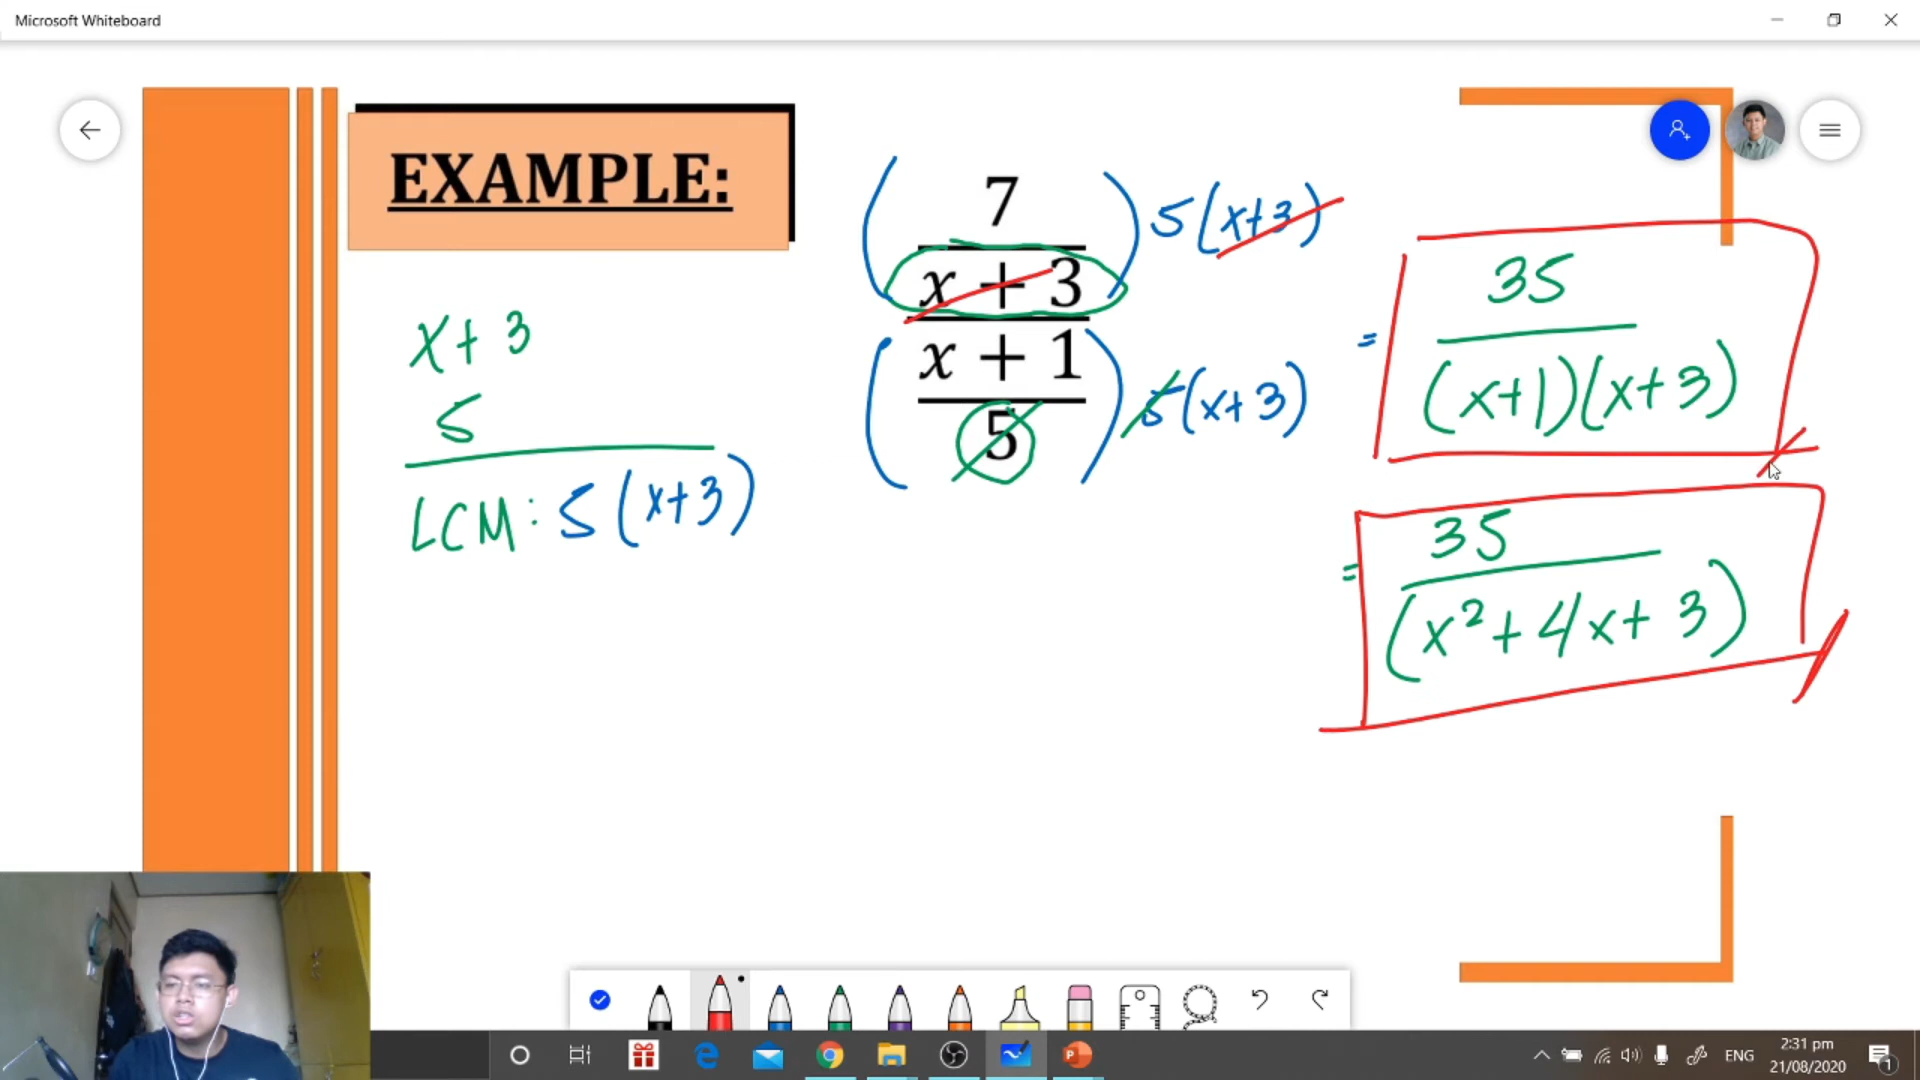 Microsoft Whiteboard
EXAMPLE:
x+3
5
LCM: 5(x+3)
7
x + 3
5(x+3)
x + 1
5
5(x+3)
=
35
(x+1)(x+3)
=
35
(x²+4x+3)
ENG
2:31 pm
21/08/2020
1